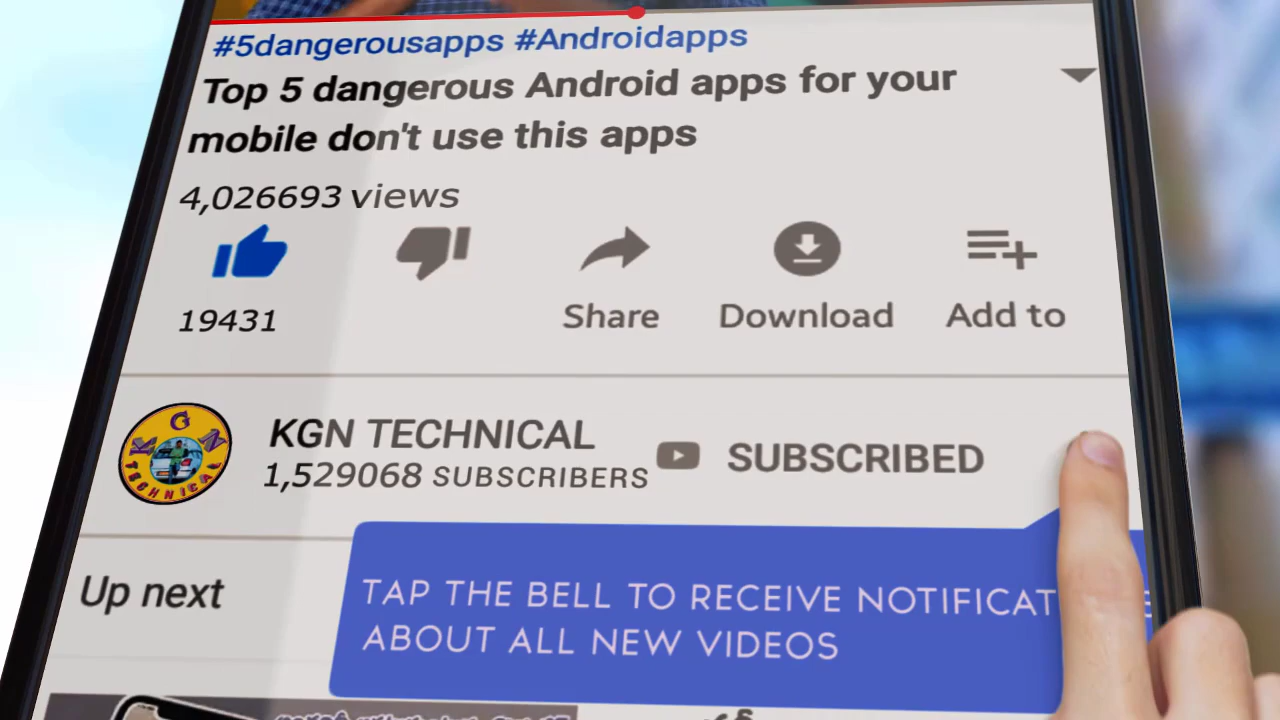 #5dangerousapps #Androidapps
Top 5 dangerous Android apps for your
mobile don't use this apps
4,026693 views
19431
Share
Download
Add to
KGN
TECHNICAL
KGN TECHNICAL
1,529068 SUBSCRIBERS
SUBSCRIBED
TAP THE BELL TO RECEIVE NOTIFICAT E
ABOUT ALL NEW VIDEOS
Up next